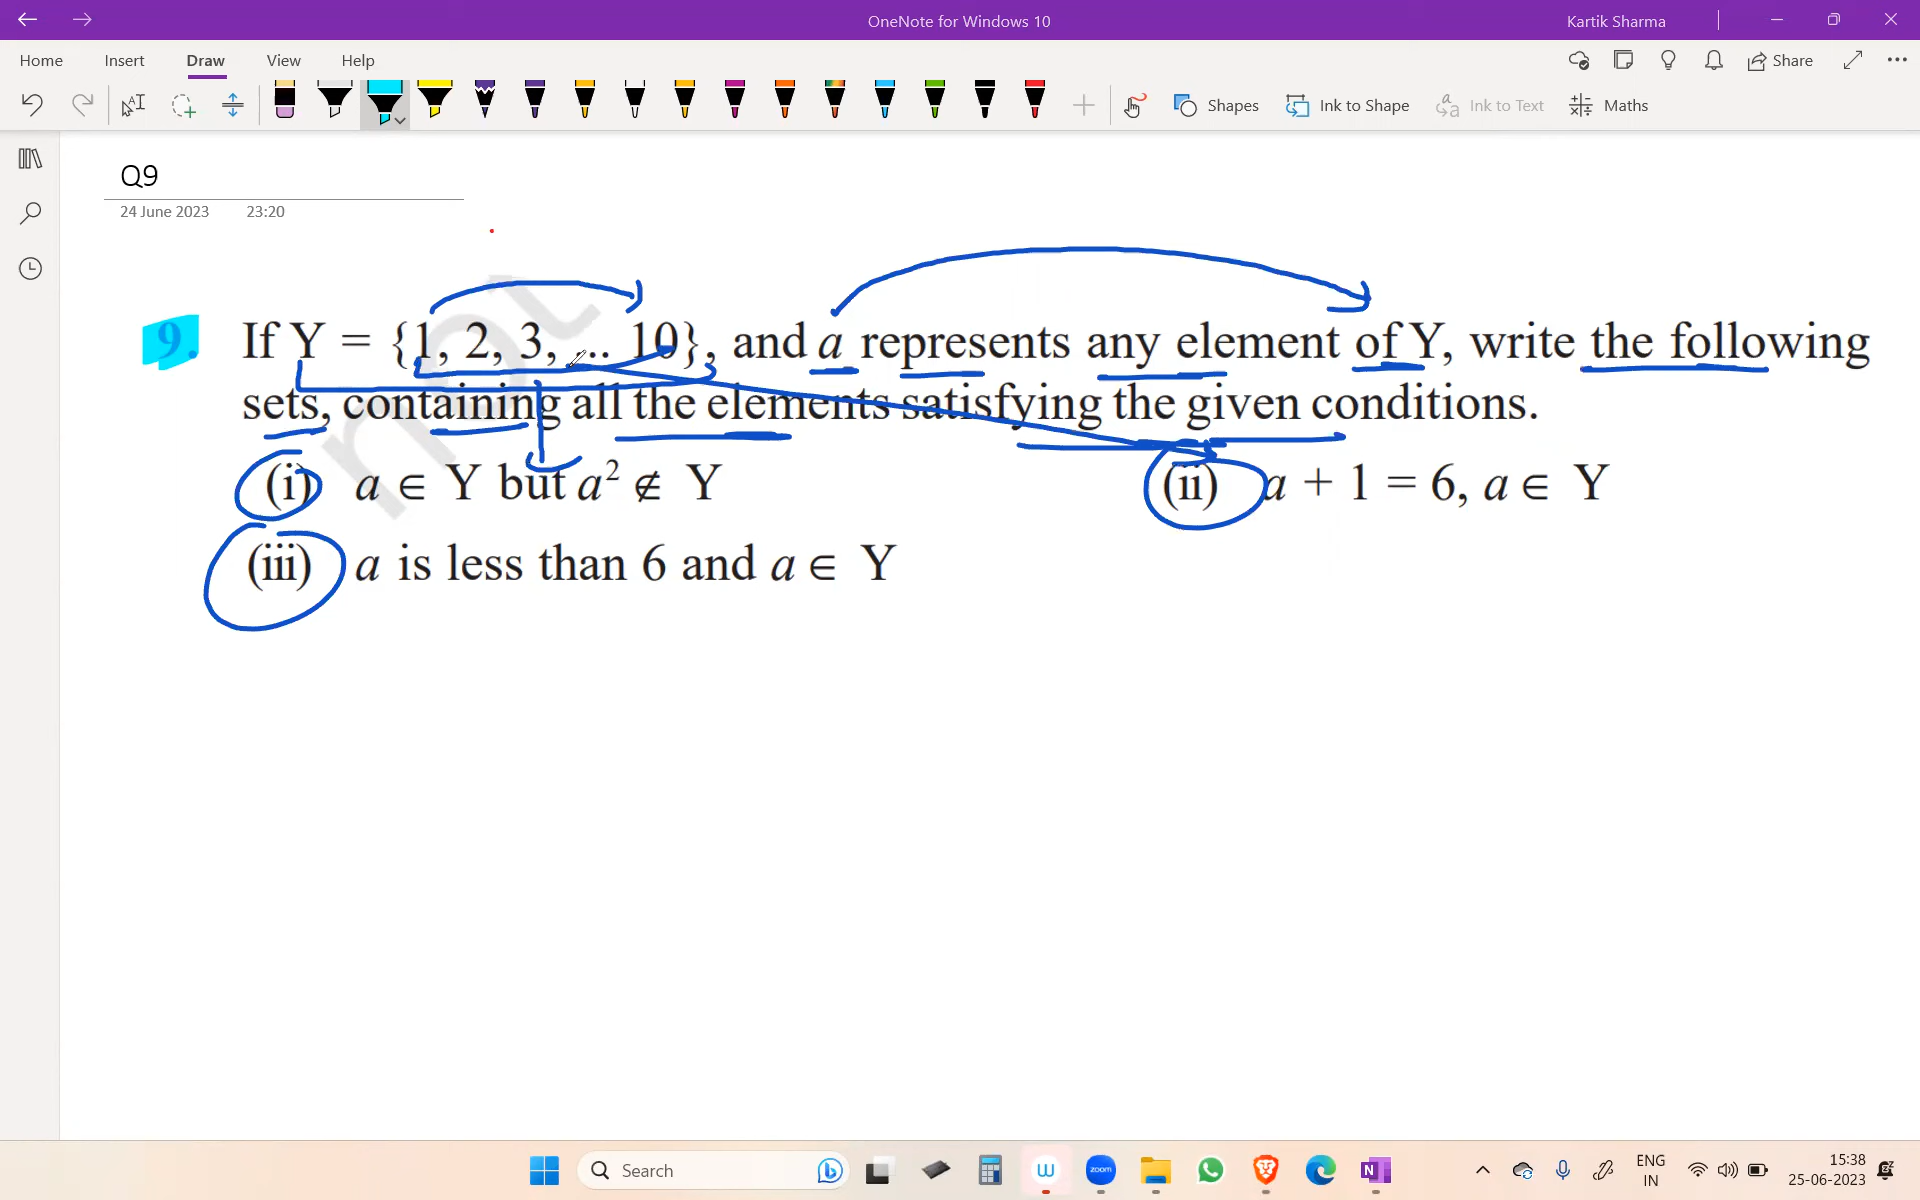 OneNote for Windows 10
Kartik Sharma
Home Insert Draw View Help
Share
Shapes Ink to Shape Ink to Text Maths
Q9
24 June 2023 23:20
not
9. If Y = {1, 2, 3, ... 10}, and a represents any element of Y, write the following
sets, containing all the elements satisfying the given conditions.
(i) a ∈ Y but a² ∉ Y (ii) a + 1 = 6, a ∈ Y
(iii) a is less than 6 and a ∈ Y
Search
zoom
ENG
IN
15:38
25-06-2023